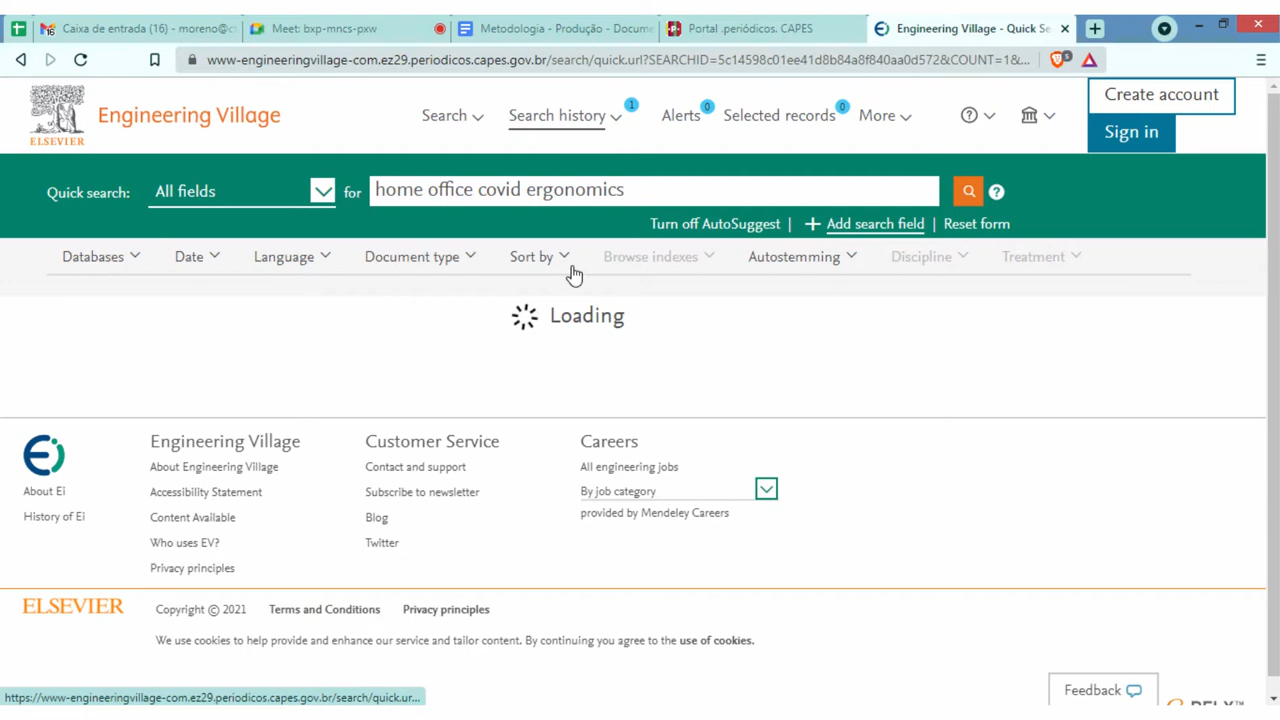 Caixa de entrada (16) - moreno@c
Meet: bxp-mncs-pxw
Metodologia - Produção - Docume
Portal .periódicos. CAPES
Engineering Village - Quick Se
www-engineeringvillage-com.ez29.periodicos.capes.gov.br/search/quick.url?SEARCHID=5c14598c01ee41d8b84a8f840aa0d572&COUNT=1&...
5
ELSEVIER
Engineering Village
Search
Search history
1
Alerts
0
Selected records
0
More
Create account
Sign in
Quick search:
All fields
for
home office covid ergonomics
Turn off AutoSuggest |
Add search field
| Reset form
Databases
Date
Language
Document type
Sort by
Browse indexes
Autostemming
Discipline
Treatment
Loading
About Ei
History of Ei
Engineering Village
About Engineering Village
Accessibility Statement
Content Available
Who uses EV?
Privacy principles
Customer Service
Contact and support
Subscribe to newsletter
Blog
Twitter
Careers
All engineering jobs
By job category
provided by Mendeley Careers
ELSEVIER
Copyright © 2021
Terms and Conditions
Privacy principles
We use cookies to help provide and enhance our service and tailor content. By continuing you agree to the use of cookies.
https://www-engineeringvillage-com.ez29.periodicos.capes.gov.br/search/quick.ur...
Feedback